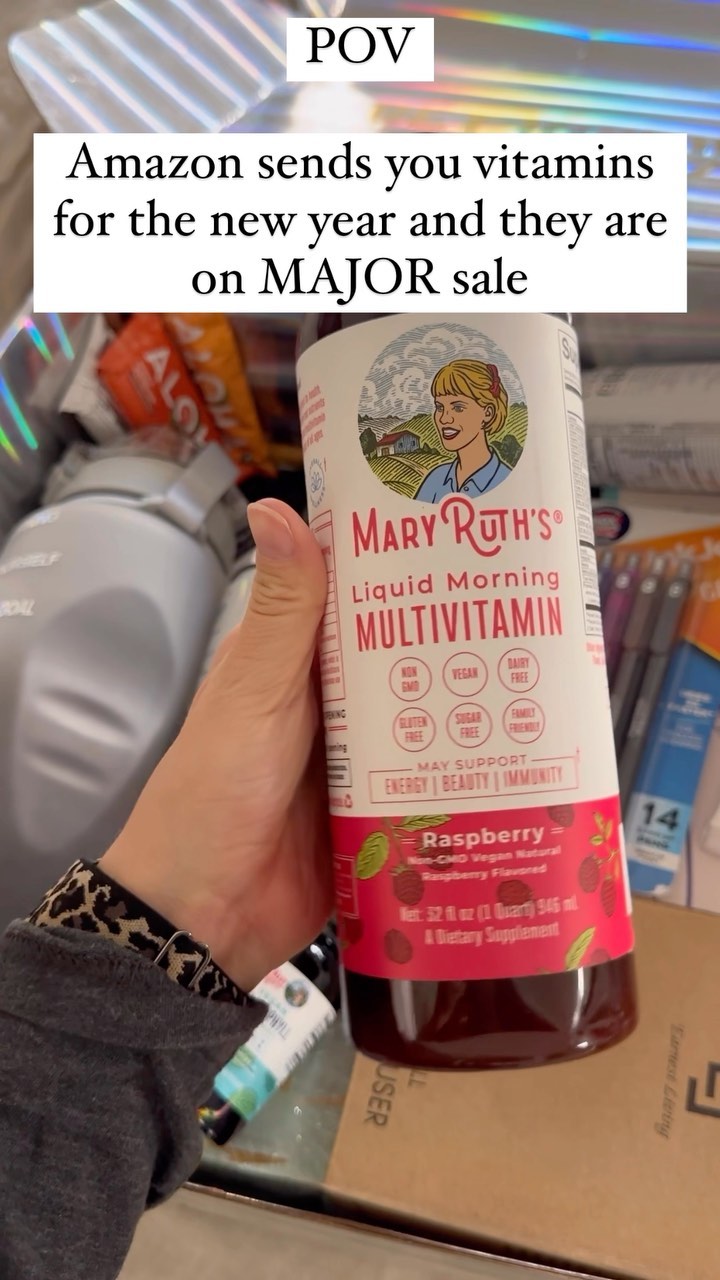 POV
Amazon sends you vitamins
for the new year and they are
on MAJOR sale
ALOHA
MARY RUTH'S®
Liquid Morning
MULTIVITAMIN
NON GMO
VEGAN
DAIRY FREE
GLUTEN FREE
SUGAR FREE
FAMILY FRIENDLY
MAY SUPPORT
ENERGY | BEAUTY | IMMUNITY
Raspberry
Non-GMO Vegan Natural
Raspberry Flavored
Net. 32 fl oz (1 Quart) 946 mL
A Dietary Supplement
14
USER